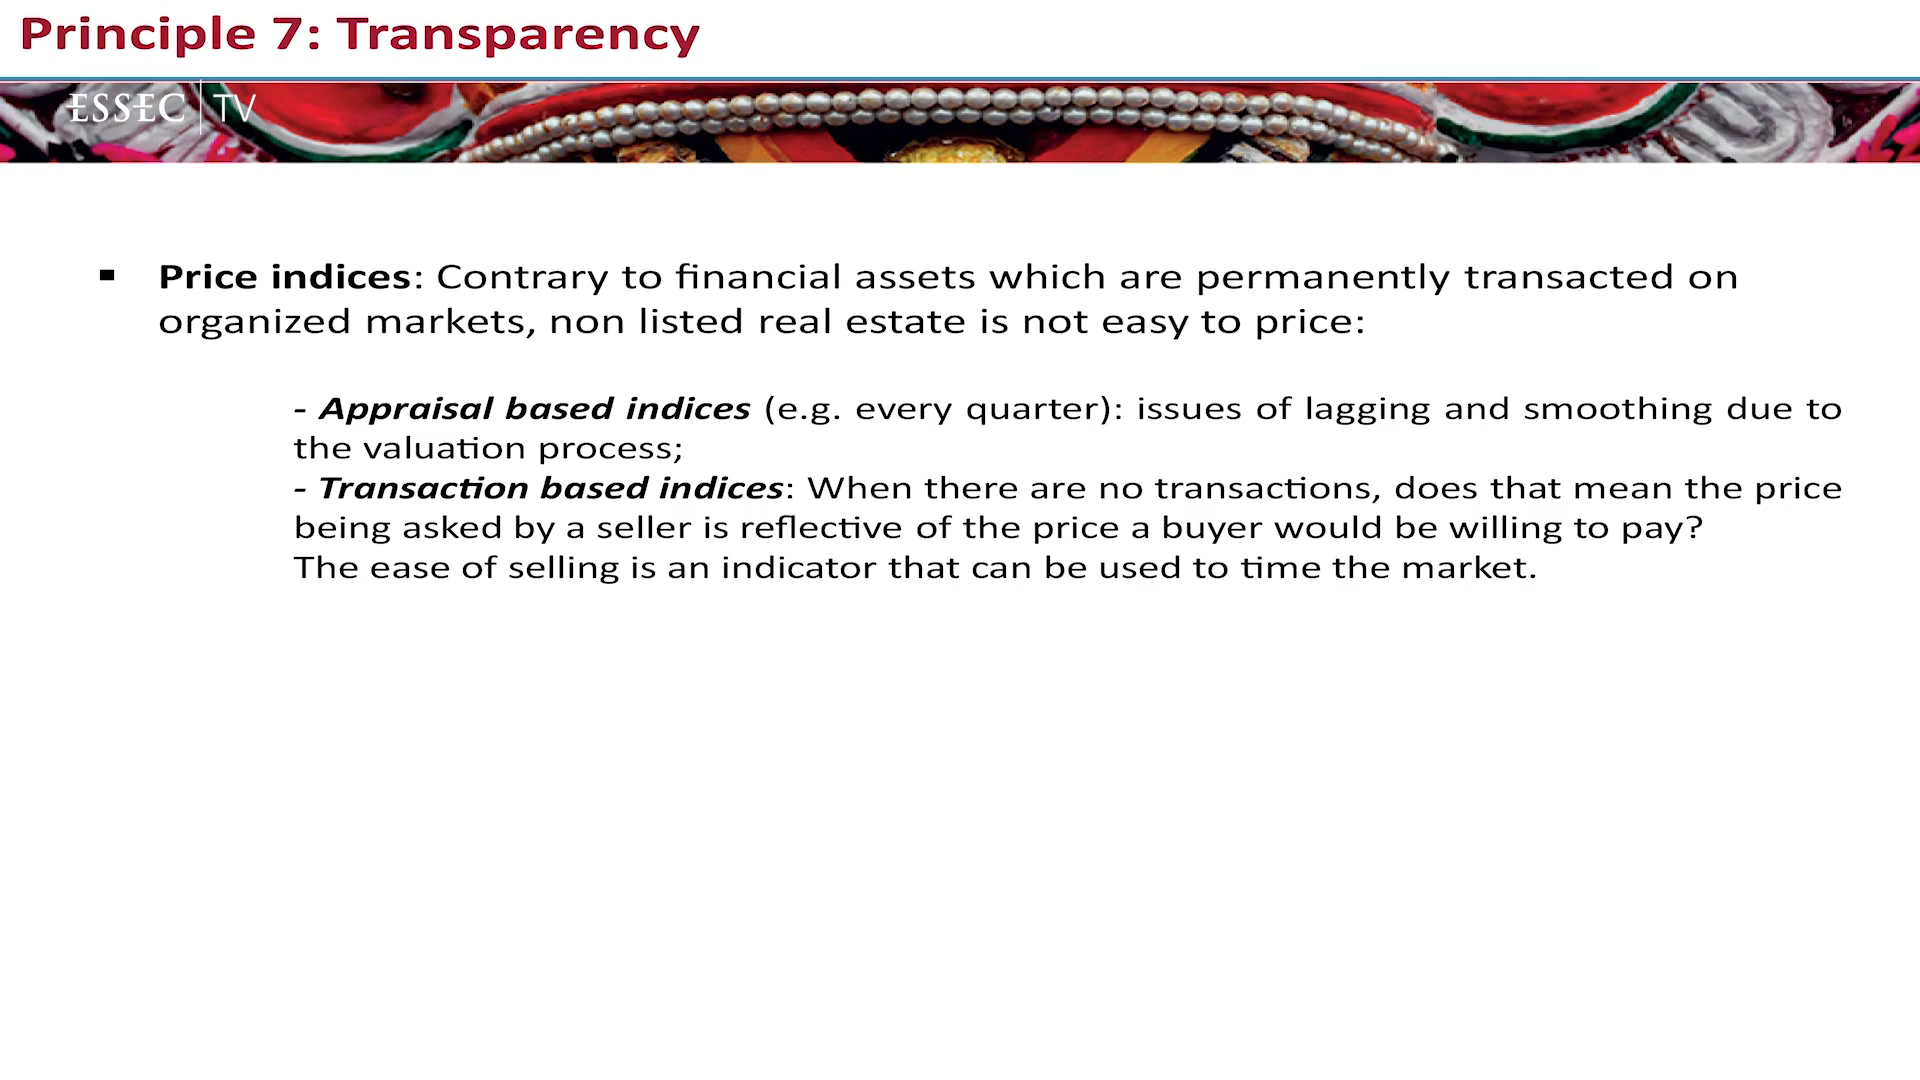 Principle 7: Transparency
ESSEC | TV
▪ Price indices: Contrary to financial assets which are permanently transacted on
organized markets, non listed real estate is not easy to price:
- Appraisal based indices (e.g. every quarter): issues of lagging and smoothing due to
the valuation process;
- Transaction based indices: When there are no transactions, does that mean the price
being asked by a seller is reflective of the price a buyer would be willing to pay?
The ease of selling is an indicator that can be used to time the market.